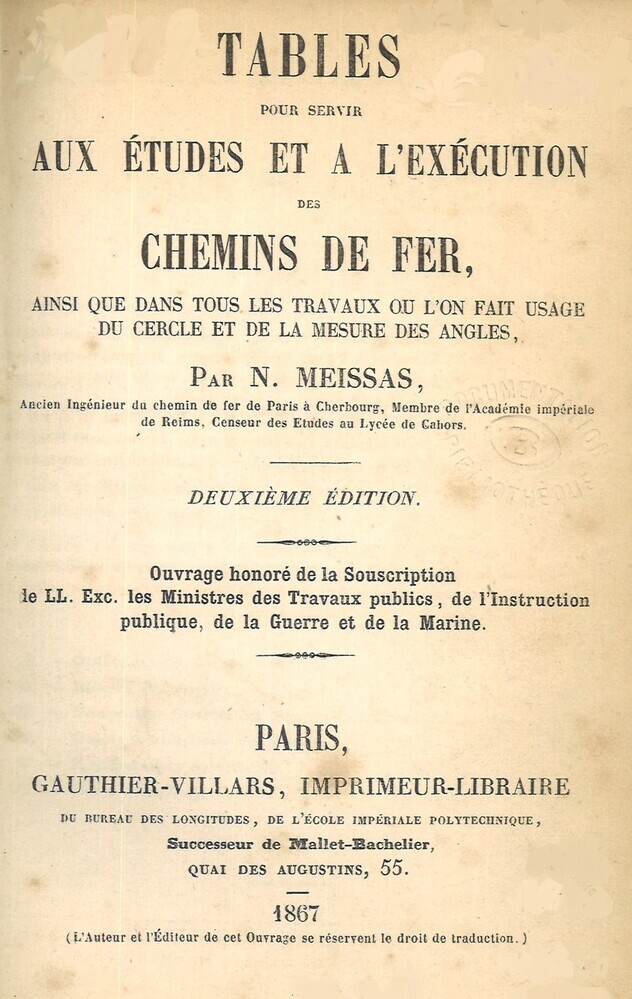 TABLES
POUR SERVIR
AUX ÉTUDES ET A L'EXÉCUTION
DES
CHEMINS DE FER,
AINSI QUE DANS TOUS LES TRAVAUX OU L'ON FAIT USAGE
DU CERCLE ET DE LA MESURE DES ANGLES,
PAR N. MEISSAS,
Ancien Ingénieur du chemin de fer de Paris à Cherbourg, Membre de l'Académie impériale
de Reims, Censeur des Etudes au Lycée de Cahors.
DEUXIÈME ÉDITION.
Ouvrage honoré de la Souscription
le LL. Exc. les Ministres des Travaux publics, de l'Instruction
publique, de la Guerre et de la Marine.
PARIS,
GAUTHIER-VILLARS, IMPRIMEUR-LIBRAIRE
DU BUREAU DES LONGITUDES, DE L'ÉCOLE IMPÉRIALE POLYTECHNIQUE,
Successeur de Mallet-Bachelier,
QUAI DES AUGUSTINS, 55.
1867
(L'Auteur et l'Éditeur de cet Ouvrage se réservent le droit de traduction.)